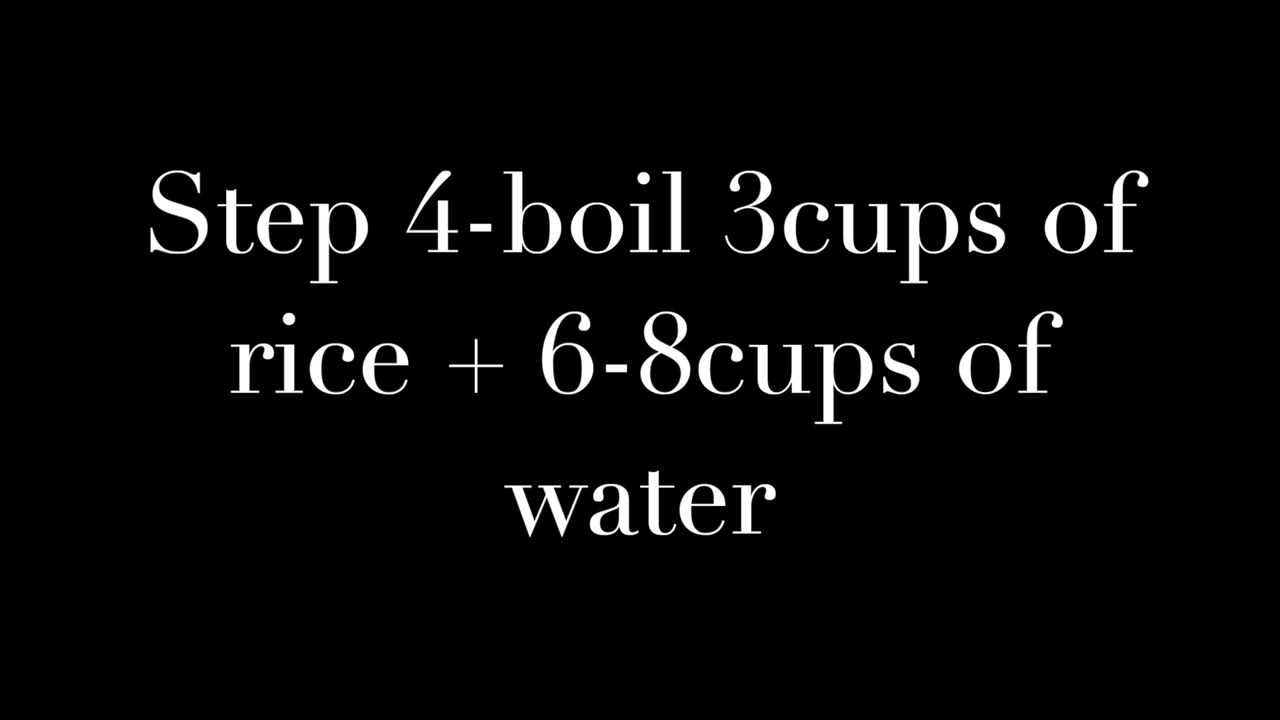 Step 4-boil 3cups of
rice + 6-8cups of
water